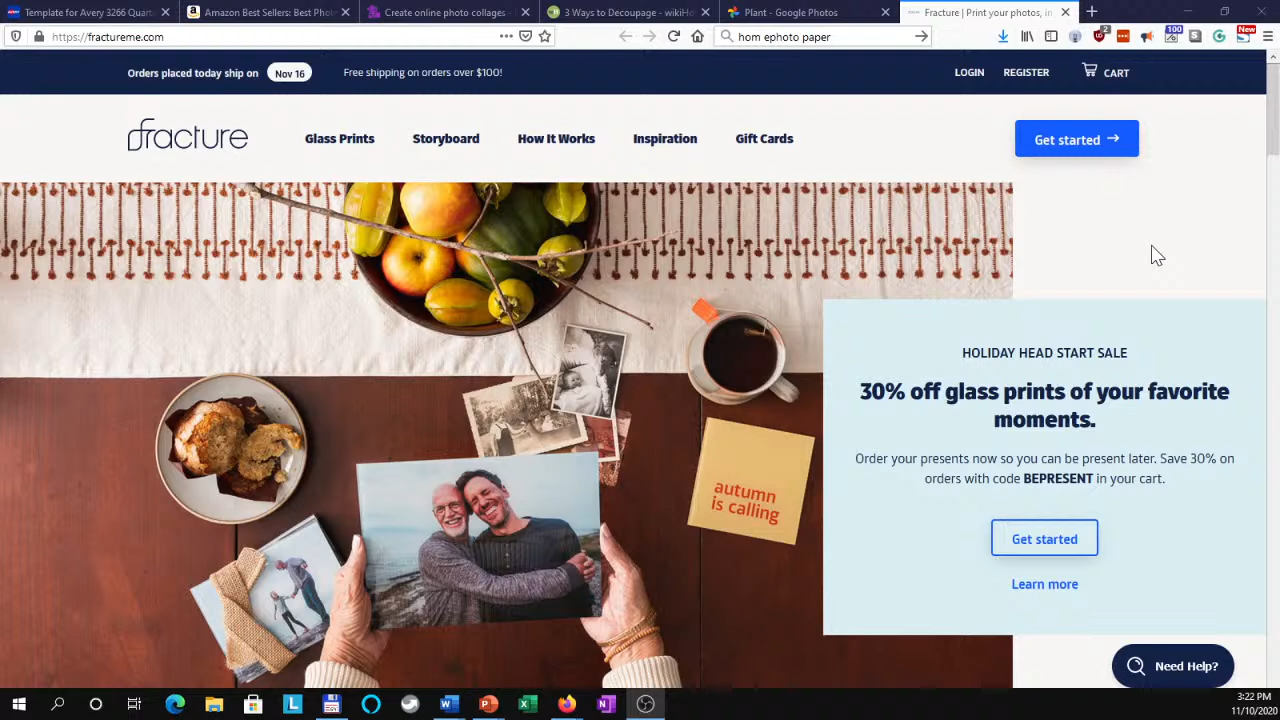 Template for Avery 3266 Quart
Amazon Best Sellers: Best Pho
Create online photo collages -
3 Ways to Decoupage - wikiHo
Plant - Google Photos
Fracture | Print your photos, in
https://fractureme.com
hom ephoto paper
2
100
New
Orders placed today ship on Nov 16
Free shipping on orders over $100!
LOGIN
REGISTER
CART
fracture
Glass Prints
Storyboard
How It Works
Inspiration
Gift Cards
Get started
HOLIDAY HEAD START SALE
30% off glass prints of your favorite
moments.
Order your presents now so you can be present later. Save 30% on
orders with code BEPRESENT in your cart.
autumn
is calling
Get started
Learn more
Need Help?
3:22 PM
11/10/2020